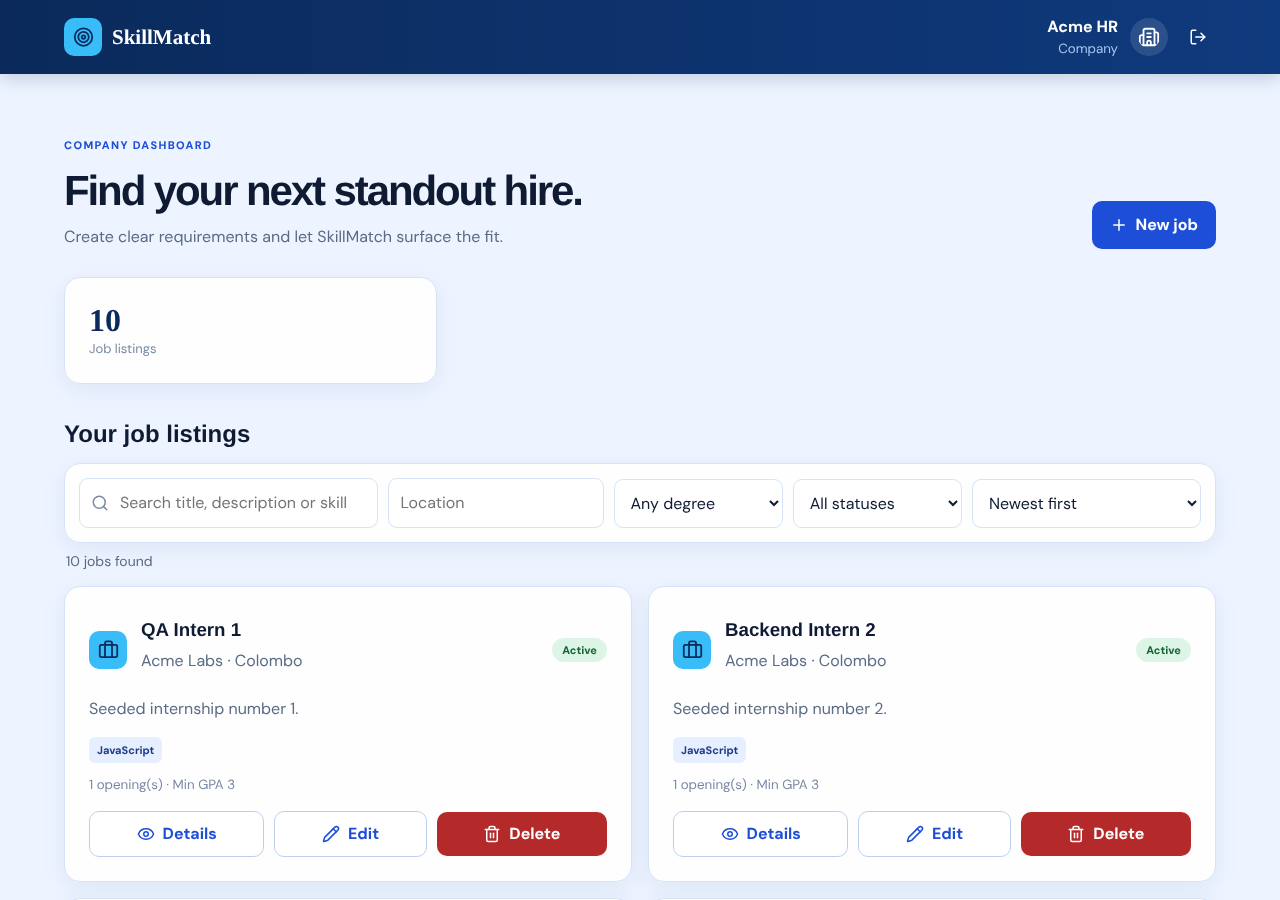 SkillMatch
Acme HR
Company
COMPANY DASHBOARD
Find your next standout hire.
Create clear requirements and let SkillMatch surface the fit.
New job
10
Job listings
Your job listings
Search title, description or skill
Location
Any degree
All statuses
Newest first
10 jobs found
QA Intern 1
Acme Labs · Colombo
Active
Seeded internship number 1.
JavaScript
1 opening(s) · Min GPA 3
Details
Edit
Delete
Backend Intern 2
Acme Labs · Colombo
Active
Seeded internship number 2.
JavaScript
1 opening(s) · Min GPA 3
Details
Edit
Delete